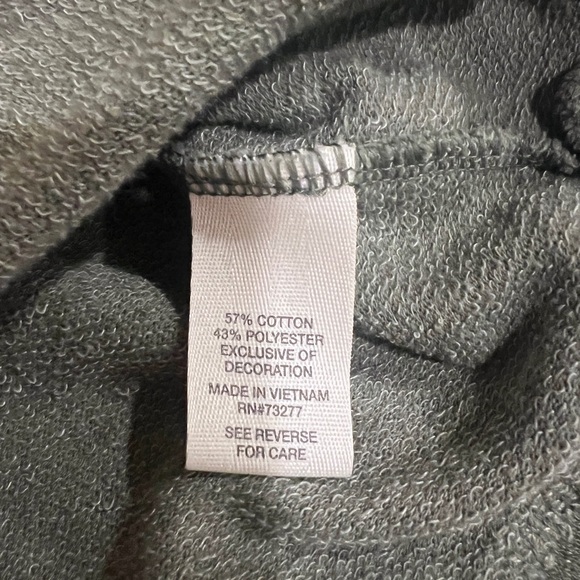 57% COTTON
43% POLYESTER
EXCLUSIVE OF
DECORATION
MADE IN VIETNAM
RN#73277
SEE REVERSE
FOR CARE